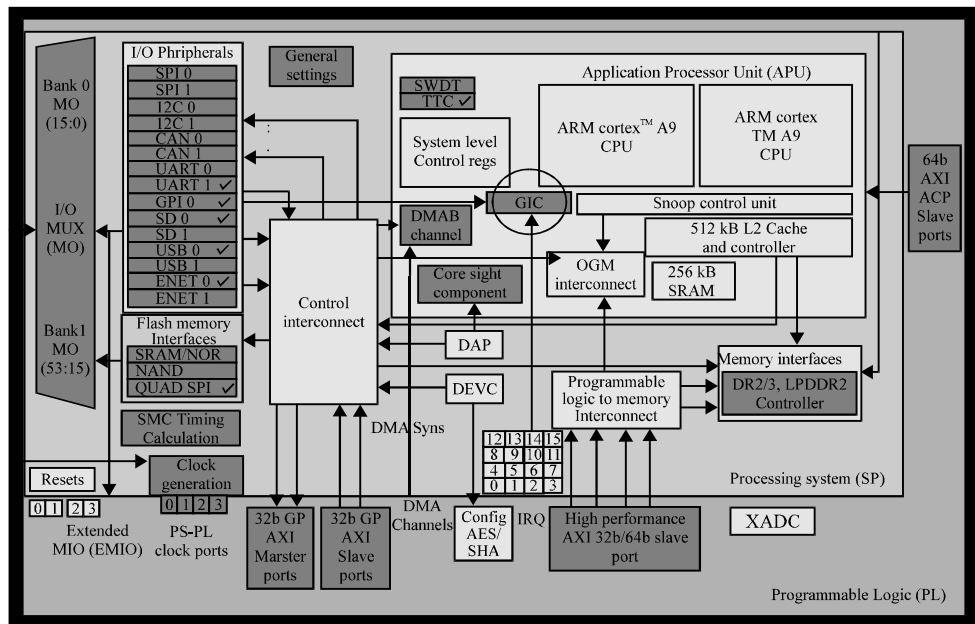 I/O Phripherals
SPI 0
SPI 1
12C 0
12C 1
CAN 0
CAN 1
UART 0
UART 1 ✓
GPI 0 ✓
SD 0 ✓
SD 1
USB 0 ✓
USB 1
ENET 0 ✓
ENET 1
Bank 0
MO
(15:0)
I/O
MUX
(MO)
Bank1
MO
(53:15)
Flash memory
Interfaces
SRAM/NOR
NAND
QUAD SPI ✓
SMC Timing
Calculation
General
settings
:
:
Control
interconnect
Application Processor Unit (APU)
SWDT
TTC ✓
System level
Control regs
ARM cortex™ A9
CPU
ARM cortex
TM A9
CPU
GIC
Snoop control unit
DMAB
channel
512 kB L2 Cache
and controller
OGM
interconnect
256 kB
SRAM
Core sight
component
DAP
DEVC
64b
AXI
ACP
Slave
ports
Memory interfaces
DR2/3, LPDDR2
Controller
Programmable
logic to memory
Interconnect
DMA Syns
12 13 14 15
8 9 10 11
4 5 6 7
0 1 2 3
Processing system (SP)
Resets
Clock
generation
0 1 2 3
0 1 2 3
Extended
MIO (EMIO)
PS-PL
clock ports
32b GP
AXI
Marster
ports
32b GP
AXI
Slave
ports
DMA
Channels
Config
AES/
SHA
IRQ
High performance
AXI 32b/64b slave
port
XADC
Programmable Logic (PL)